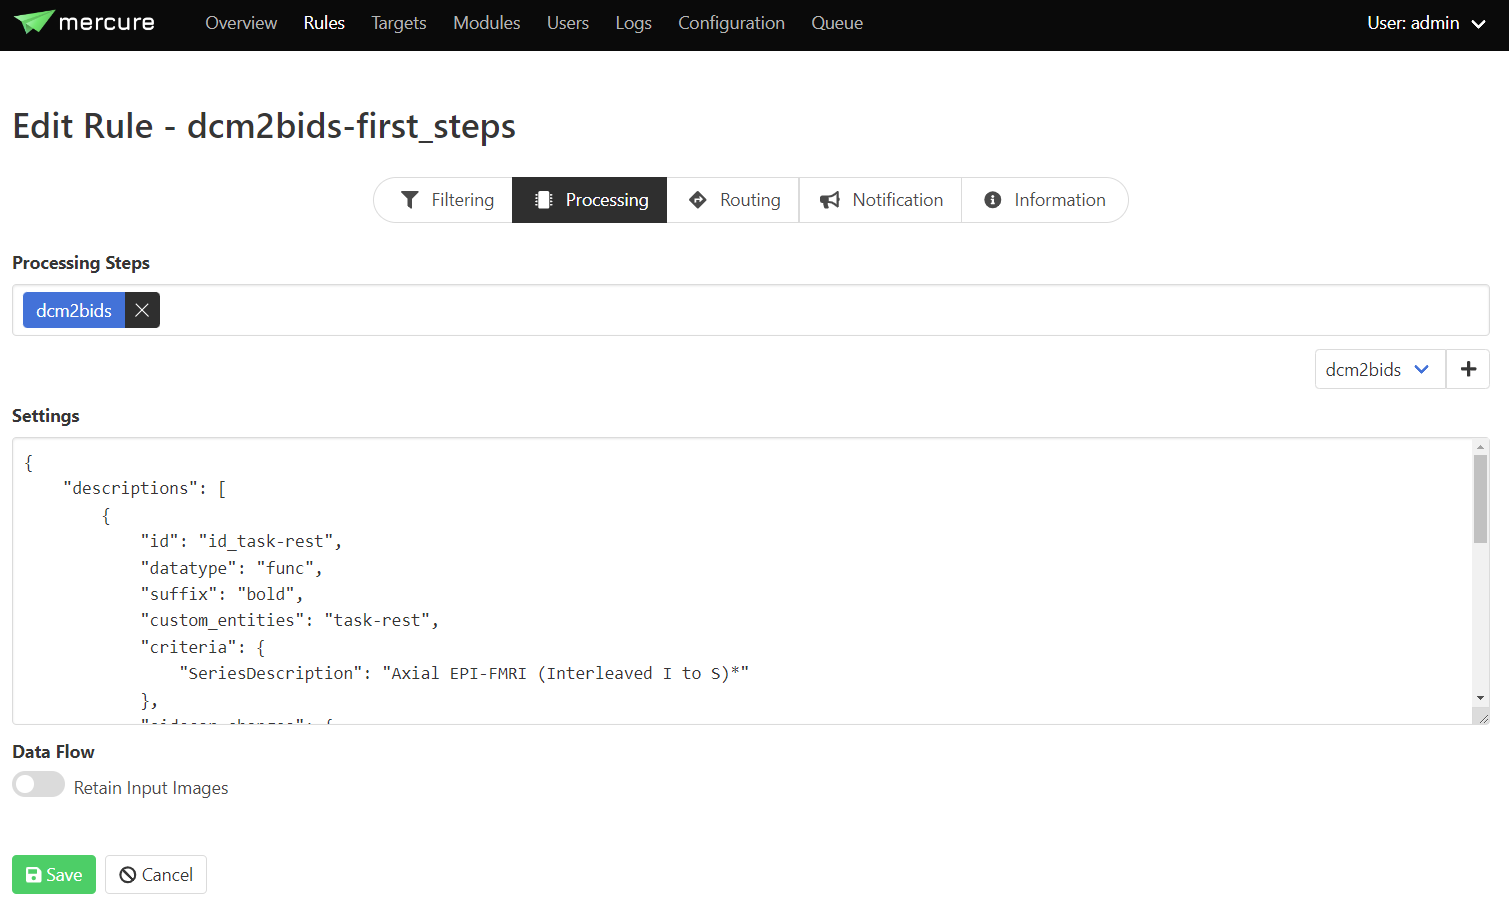 mercure Overview Rules Targets Modules Users Logs Configuration Queue User: admin
Edit Rule - dcm2bids-first_steps
Filtering Processing Routing Notification Information
Processing Steps
dcm2bids
dcm2bids
Settings
{
"descriptions": [
{
"id": "id_task-rest",
"datatype": "func",
"suffix": "bold",
"custom_entities": "task-rest",
"criteria": {
"SeriesDescription": "Axial EPI-FMRI (Interleaved I to S)*"
},
"sidecar_changes": {
Data Flow
Retain Input Images
Save Cancel